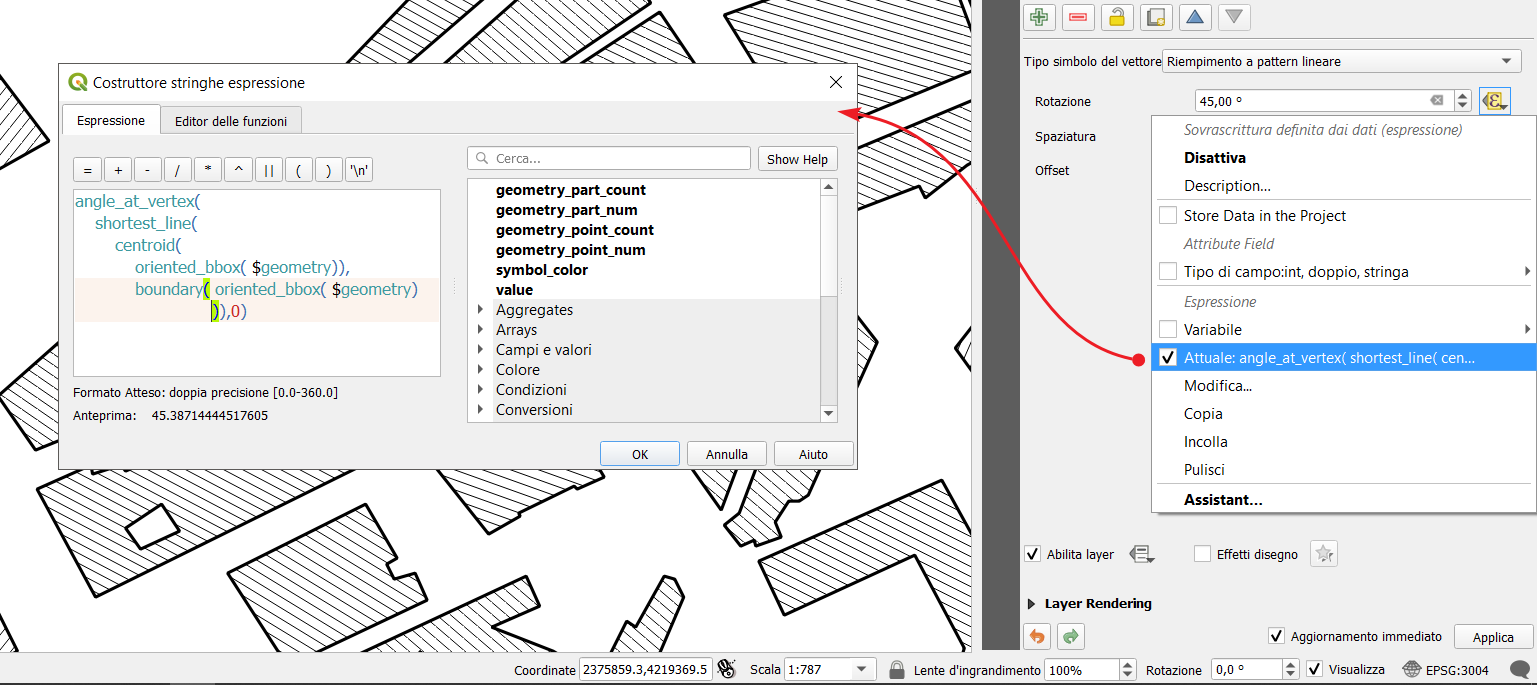 Costruttore stringhe espressione
Espressione
Editor delle funzioni
= + - / * ^ || ( ) '\n'
angle_at_vertex(
shortest_line(
centroid(
oriented_bbox( $geometry)),
boundary( oriented_bbox( $geometry)
)),0)
Formato Atteso: doppia precisione [0.0-360.0]
Anteprima: 45.38714444517605
Cerca...
Show Help
geometry_part_count
geometry_part_num
geometry_point_count
geometry_point_num
symbol_color
value
Aggregates
Arrays
Campi e valori
Colore
Condizioni
Conversioni
OK
Annulla
Aiuto
Tipo simbolo del vettore Riempimento a pattern lineare
Rotazione 45,00 °
Spaziatura
Offset
Sovrascrittura definita dai dati (espressione)
Disattiva
Description...
Store Data in the Project
Attribute Field
Tipo di campo:int, doppio, stringa
Espressione
Variabile
Attuale: angle_at_vertex( shortest_line( cen...
Modifica...
Copia
Incolla
Pulisci
Assistant...
Abilita layer
Effetti disegno
Layer Rendering
Aggiornamento immediato
Applica
Coordinate 2375859.3,4219369.5 Scala 1:787 Lente d'ingrandimento 100% Rotazione 0,0 ° Visualizza EPSG:3004